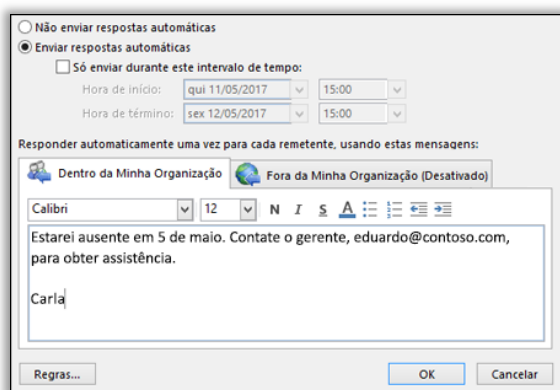 Não enviar respostas automáticas
Enviar respostas automáticas
Só enviar durante este intervalo de tempo:
Hora de início: qui 11/05/2017 15:00
Hora de término: sex 12/05/2017 15:00
Responder automaticamente uma vez para cada remetente, usando estas mensagens:
Dentro da Minha Organização Fora da Minha Organização (Desativado)
Calibri 12 N I S A
Estarei ausente em 5 de maio. Contate o gerente, eduardo@contoso.com,
para obter assistência.
Carla
Regras... OK Cancelar